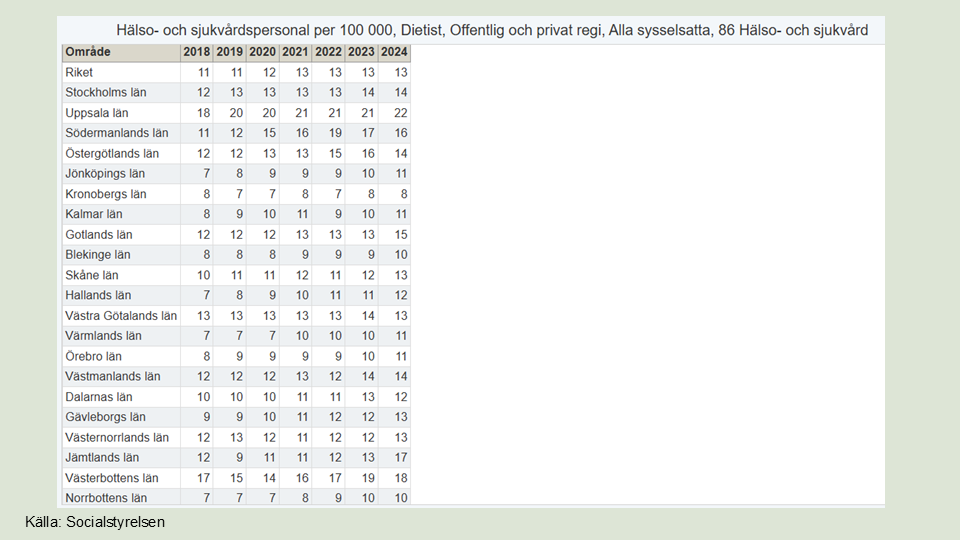 Hälso- och sjukvårdspersonal per 100 000, Dietist, Offentlig och privat regi, Alla sysselsatta, 86 Hälso- och sjukvård
Område 2018 2019 2020 2021 2022 2023 2024
Riket 11 11 12 13 13 13 13
Stockholms län 12 13 13 13 13 14 14
Uppsala län 18 20 20 21 21 21 22
Södermanlands län 11 12 15 16 19 17 16
Östergötlands län 12 12 13 13 15 16 14
Jönköpings län 7 8 9 9 9 10 11
Kronobergs län 8 7 7 8 7 8 8
Kalmar län 8 9 10 11 9 10 11
Gotlands län 12 12 12 13 13 13 15
Blekinge län 8 8 8 9 9 9 10
Skåne län 10 11 11 12 11 12 13
Hallands län 7 8 9 10 11 11 12
Västra Götalands län 13 13 13 13 13 14 13
Värmlands län 7 7 7 10 10 10 11
Örebro län 8 9 9 9 9 10 11
Västmanlands län 12 12 12 13 12 14 14
Dalarnas län 10 10 10 11 11 13 12
Gävleborgs län 9 9 10 11 12 12 13
Västernorrlands län 12 13 12 11 12 12 13
Jämtlands län 12 9 11 11 12 13 17
Västerbottens län 17 15 14 16 17 19 18
Norrbottens län 7 7 7 8 9 10 10
Källa: Socialstyrelsen